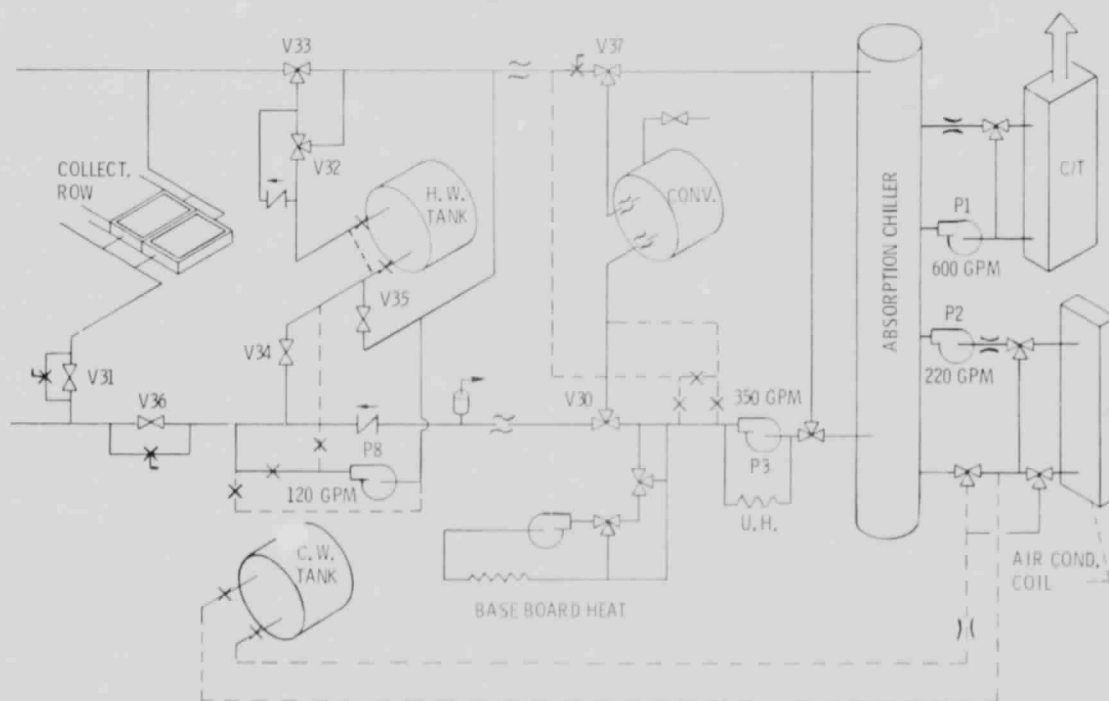 V33
V37
COLLECT.
ROW
V32
H. W.
TANK
CONV.
C/T
P1
600 GPM
ABSORPTION CHILLER
V35
P2
220 GPM
V34
V31
V36
V30
350 GPM
P3
P8
120 GPM
U. H.
C. W.
TANK
AIR COND.
COIL
BASE BOARD HEAT